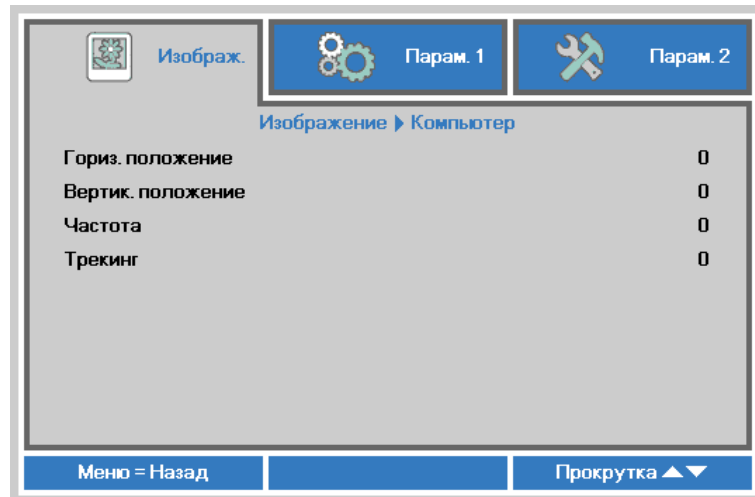 Изображ.
Парам. 1
Парам. 2
Изображение Компьютер
Гориз. положение 0
Вертик. положение 0
Частота 0
Трекинг 0
Меню = Назад
Прокрутка